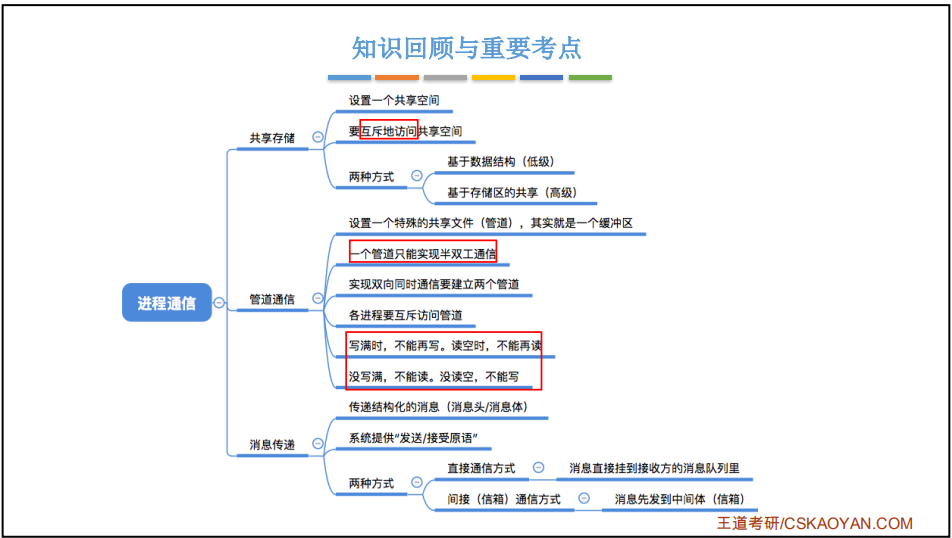 知识回顾与重要考点
设置一个共享空间
共享存储
要互斥地访问共享空间
基于数据结构（低级）
两种方式
基于存储区的共享（高级）
设置一个特殊的共享文件（管道），其实就是一个缓冲区
一个管道只能实现半双工通信
实现双向同时通信要建立两个管道
进程通信
管道通信
各进程要互斥访问管道
写满时，不能再写。读空时，不能再读
没写满，不能读。没读空，不能写
传递结构化的消息（消息头/消息体）
消息传递
系统提供“发送/接受原语”
直接通信方式
消息直接挂到接收方的消息队列里
两种方式
间接（信箱）通信方式
消息先发到中间体（信箱）
王道考研/CSKAOYAN.COM